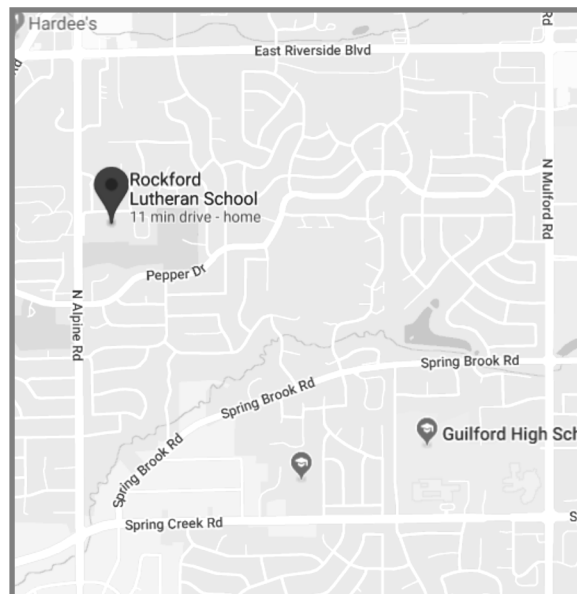 Hardee's
Rd
East Riverside Blvd
Rockford
Lutheran School
11 min drive - home
N Mulford Rd
Pepper Dr
N Alpine Rd
Spring Brook Rd
Spring Brook Rd
Spring Brook Rd
Guilford High Sch
Spring Creek Rd
S